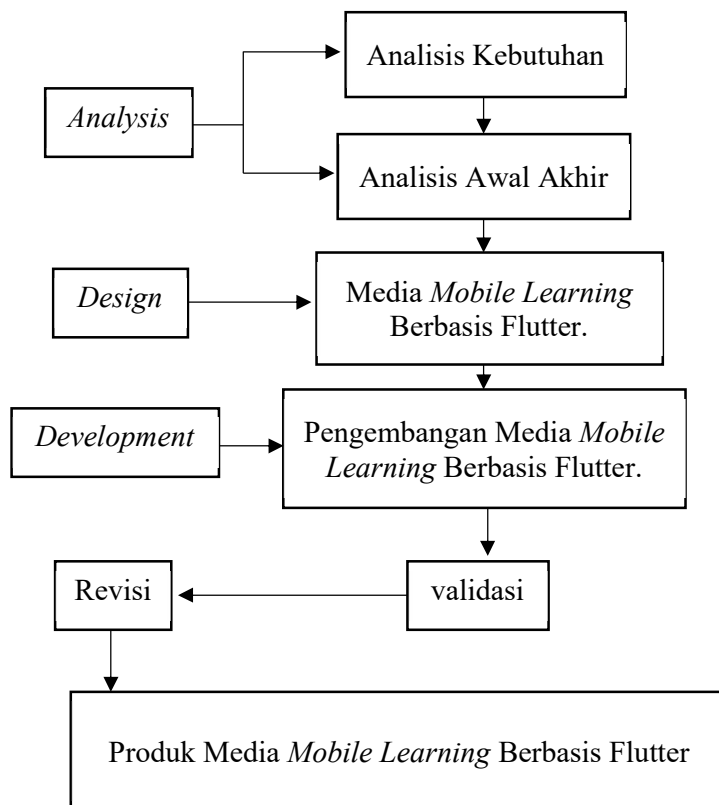 Analisis Kebutuhan
Analysis
Analisis Awal Akhir
Design
Media Mobile Learning
Berbasis Flutter.
Development
Pengembangan Media Mobile
Learning Berbasis Flutter.
Revisi
validasi
Produk Media Mobile Learning Berbasis Flutter